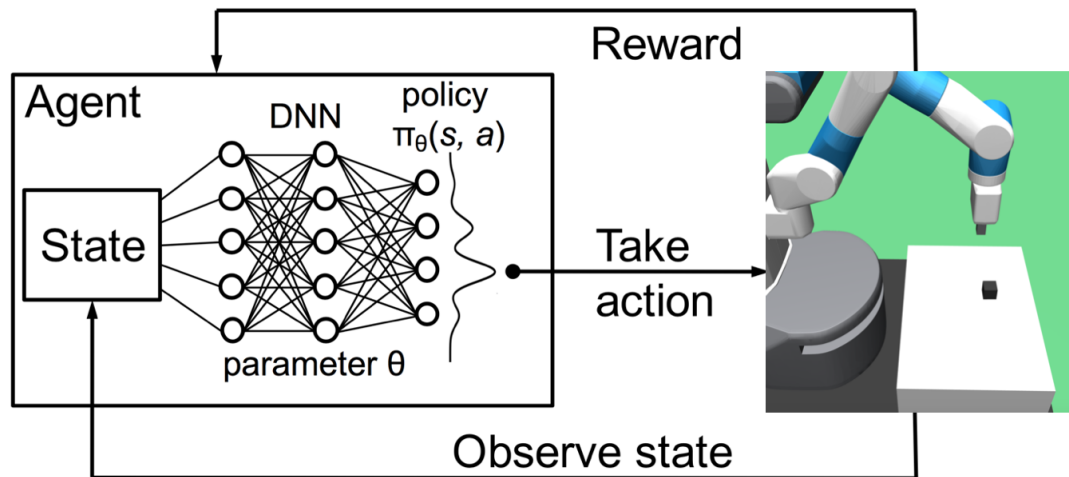 Reward
Agent
policy
DNN
πθ(s, a)
State
Take
action
parameter θ
Observe state